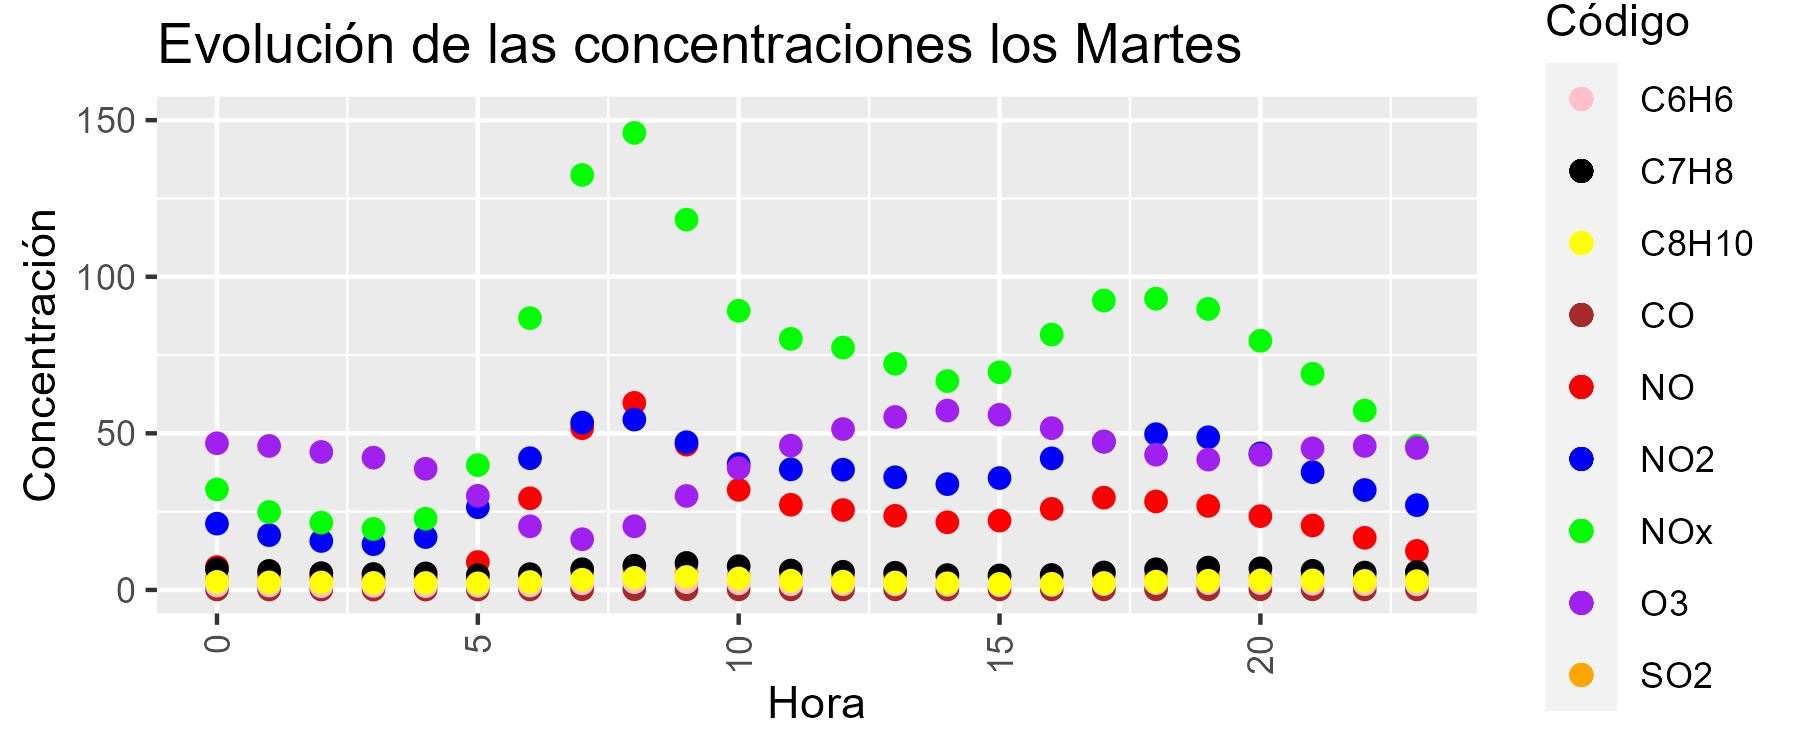 Evolución de las concentraciones los Martes
Concentración
150
100
50
0
0
5
10
15
20
Hora
Código
C6H6
C7H8
C8H10
CO
NO
NO2
NOx
O3
SO2